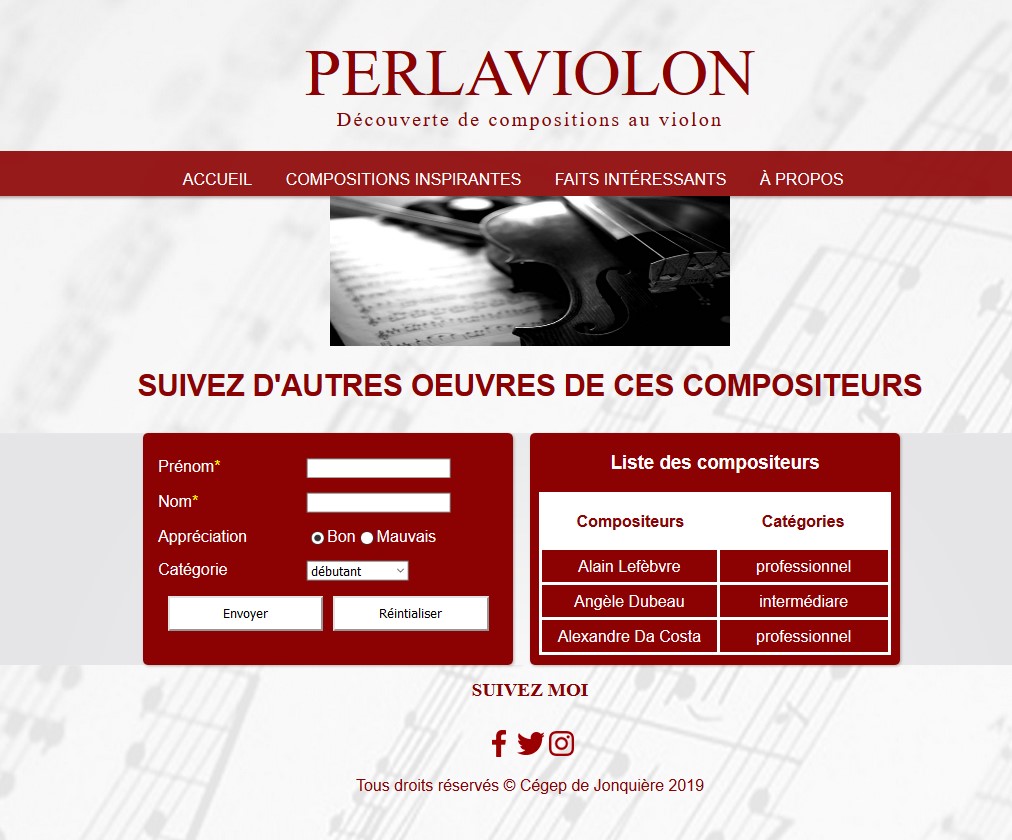 PERLAVIOLON
Découverte de compositions au violon
ACCUEIL COMPOSITIONS INSPIRANTES FAITS INTÉRESSANTS À PROPOS
SUIVEZ D'AUTRES OEUVRES DE CES COMPOSITEURS
Prénom*
Nom*
Appréciation Bon Mauvais
Catégorie débutant
Envoyer Réintialiser
Liste des compositeurs
Compositeurs Catégories
Alain Lefèbvre professionnel
Angèle Dubeau intermédiare
Alexandre Da Costa professionnel
SUIVEZ MOI
Tous droits réservés © Cégep de Jonquière 2019